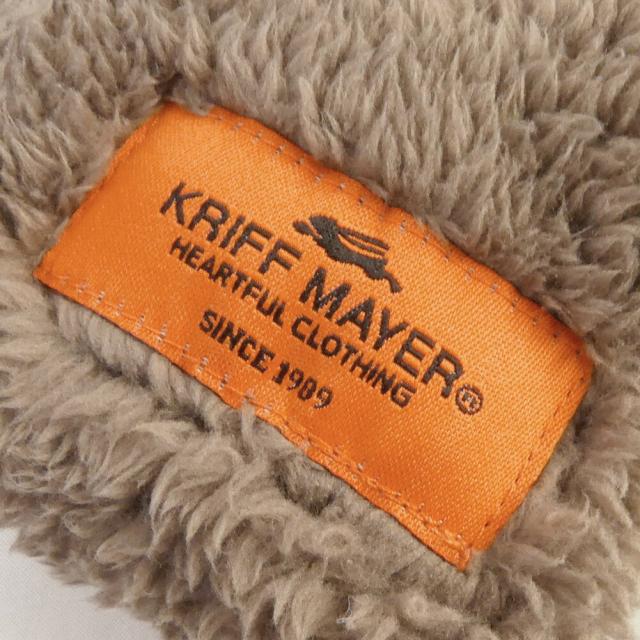 KRIFF MAYER®
HEARTFUL CLOTHING
SINCE 1989